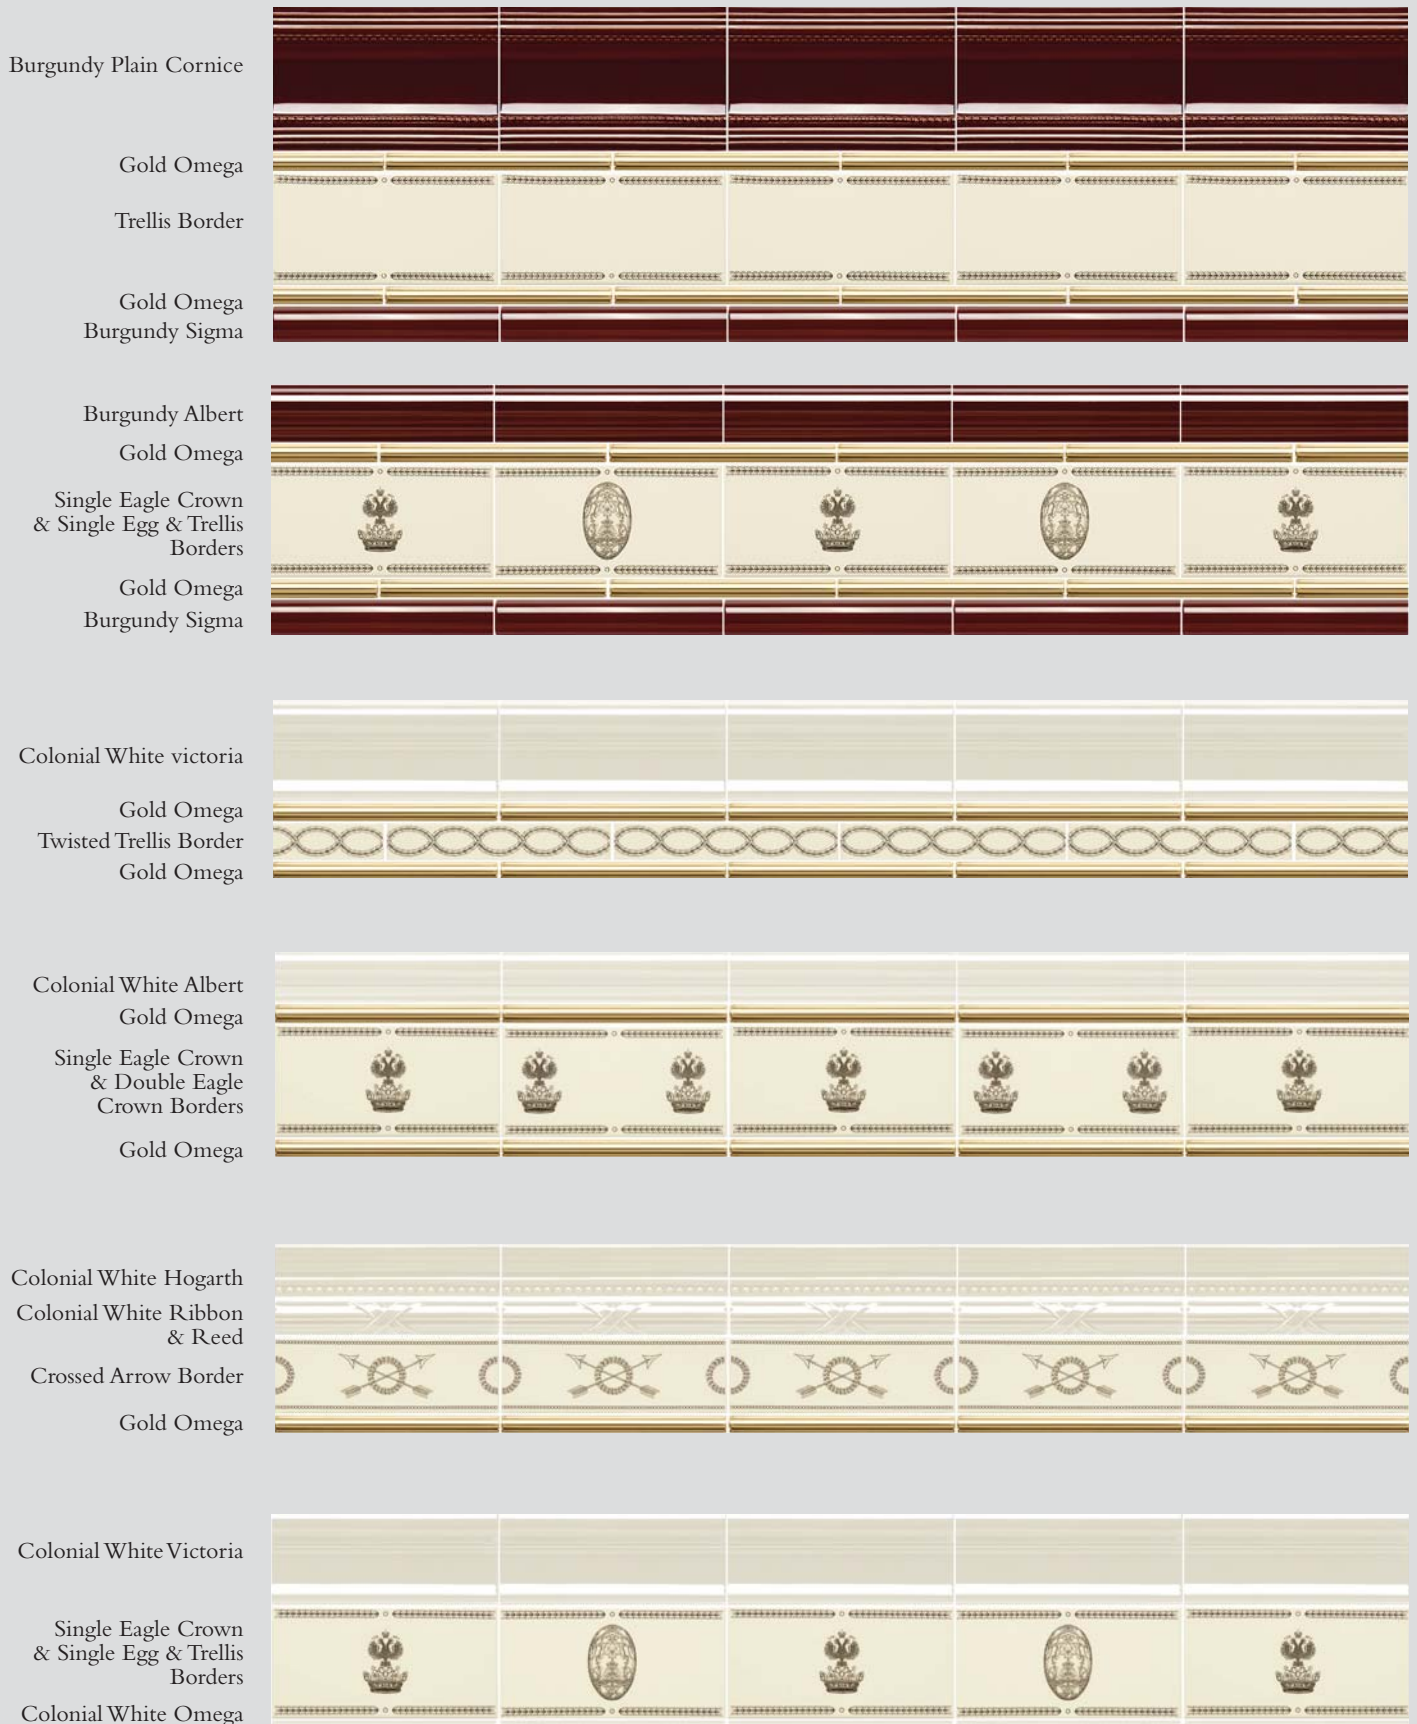 Burgundy Plain Cornice
Gold Omega
Trellis Border
Gold Omega
Burgundy Sigma
Burgundy Albert
Gold Omega
Single Eagle Crown
& Single Egg & Trellis
Borders
Gold Omega
Burgundy Sigma
Colonial White victoria
Gold Omega
Twisted Trellis Border
Gold Omega
Colonial White Albert
Gold Omega
Single Eagle Crown
& Double Eagle
Crown Borders
Gold Omega
Colonial White Hogarth
Colonial White Ribbon
& Reed
Crossed Arrow Border
Gold Omega
Colonial White Victoria
Single Eagle Crown
& Single Egg & Trellis
Borders
Colonial White Omega